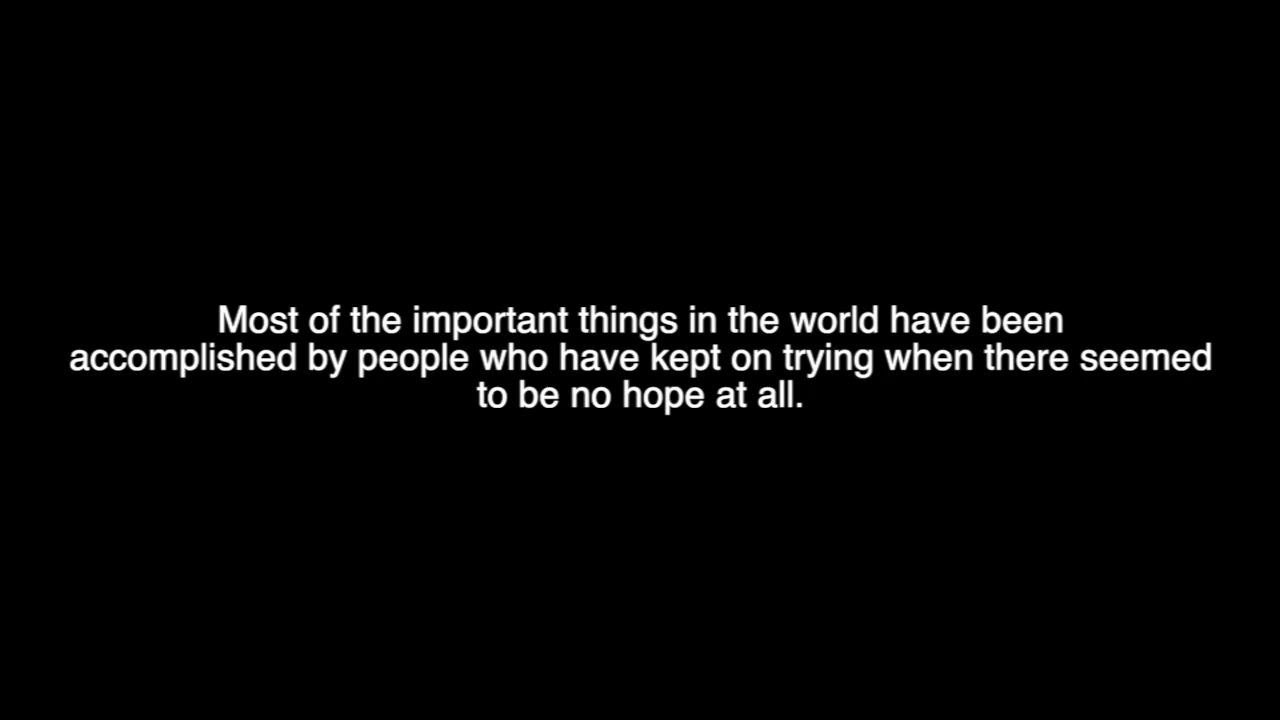 Most of the important things in the world have been
accomplished by people who have kept on trying when there seemed
to be no hope at all.